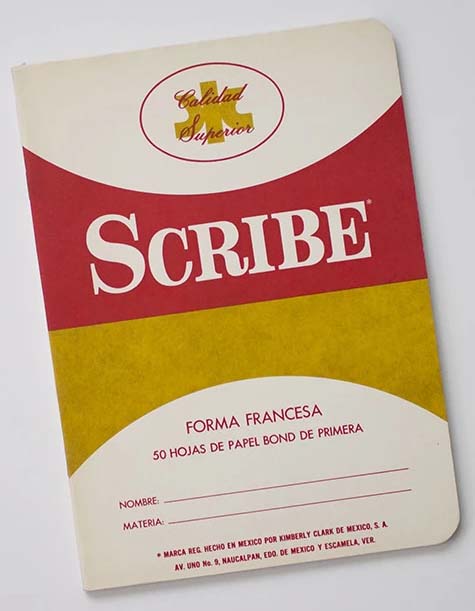 Calidad
Superior
SCRIBE®
FORMA FRANCESA
50 HOJAS DE PAPEL BOND DE PRIMERA
NOMBRE:
MATERIA:
* MARCA REG. HECHO EN MEXICO POR KIMBERLY CLARK DE MEXICO, S. A.
AV. UNO No. 9, NAUCALPAN, EDO. DE MEXICO Y ESCAMELA, VER.